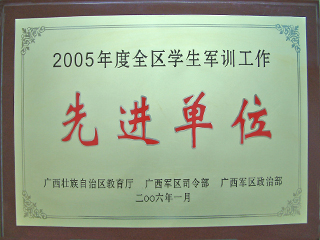 2005年度全区学生军训工作
先进单位
广西壮族自治区教育厅 广西军区司令部 广西军区政治部
二oo六年一月